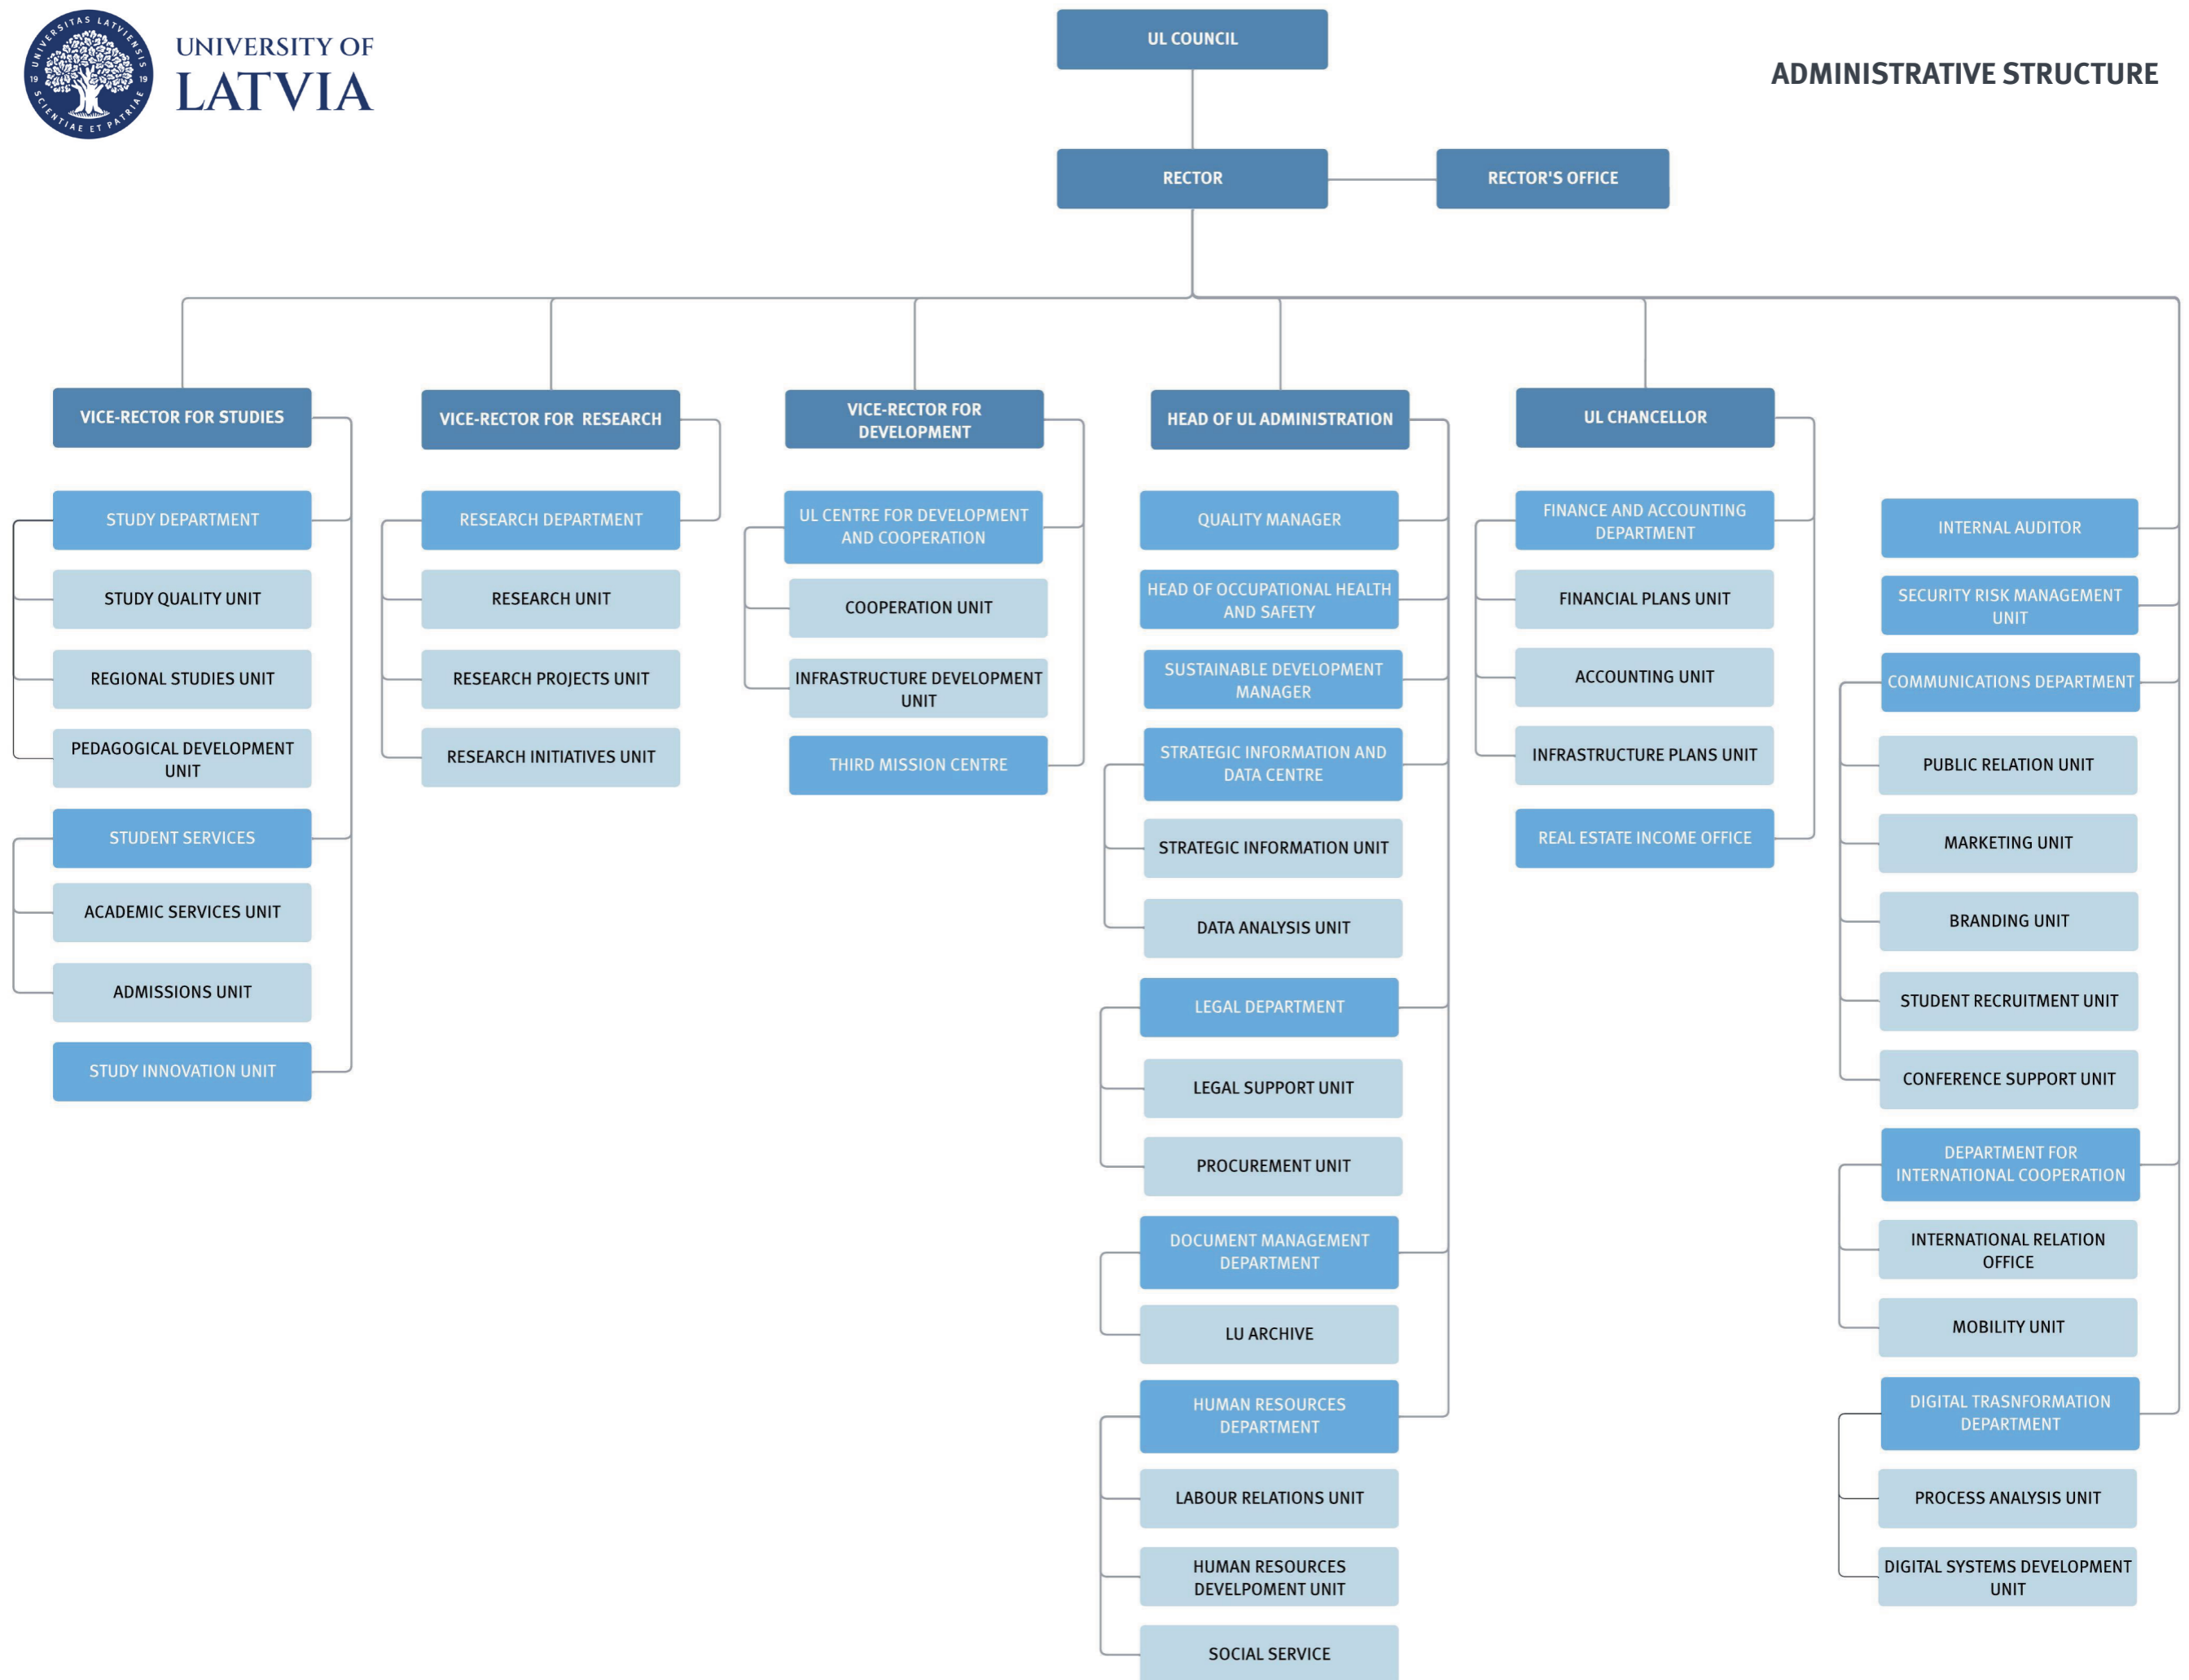 UNIVERSITAS LATVIENSIS
19 19
SCIENTIAE ET PATRIAE
UNIVERSITY OF
LATVIA
ADMINISTRATIVE STRUCTURE
UL COUNCIL
RECTOR
RECTOR'S OFFICE
VICE-RECTOR FOR STUDIES
STUDY DEPARTMENT
STUDY QUALITY UNIT
REGIONAL STUDIES UNIT
PEDAGOGICAL DEVELOPMENT
UNIT
STUDENT SERVICES
ACADEMIC SERVICES UNIT
ADMISSIONS UNIT
STUDY INNOVATION UNIT
VICE-RECTOR FOR RESEARCH
RESEARCH DEPARTMENT
RESEARCH UNIT
RESEARCH PROJECTS UNIT
RESEARCH INITIATIVES UNIT
VICE-RECTOR FOR
DEVELOPMENT
UL CENTRE FOR DEVELOPMENT
AND COOPERATION
COOPERATION UNIT
INFRASTRUCTURE DEVELOPMENT
UNIT
THIRD MISSION CENTRE
HEAD OF UL ADMINISTRATION
QUALITY MANAGER
HEAD OF OCCUPATIONAL HEALTH
AND SAFETY
SUSTAINABLE DEVELOPMENT
MANAGER
STRATEGIC INFORMATION AND
DATA CENTRE
STRATEGIC INFORMATION UNIT
DATA ANALYSIS UNIT
LEGAL DEPARTMENT
LEGAL SUPPORT UNIT
PROCUREMENT UNIT
DOCUMENT MANAGEMENT
DEPARTMENT
LU ARCHIVE
HUMAN RESOURCES
DEPARTMENT
LABOUR RELATIONS UNIT
HUMAN RESOURCES
DEVELPOMENT UNIT
SOCIAL SERVICE
UL CHANCELLOR
FINANCE AND ACCOUNTING
DEPARTMENT
FINANCIAL PLANS UNIT
ACCOUNTING UNIT
INFRASTRUCTURE PLANS UNIT
REAL ESTATE INCOME OFFICE
INTERNAL AUDITOR
SECURITY RISK MANAGEMENT
UNIT
COMMUNICATIONS DEPARTMENT
PUBLIC RELATION UNIT
MARKETING UNIT
BRANDING UNIT
STUDENT RECRUITMENT UNIT
CONFERENCE SUPPORT UNIT
DEPARTMENT FOR
INTERNATIONAL COOPERATION
INTERNATIONAL RELATION
OFFICE
MOBILITY UNIT
DIGITAL TRASNFORMATION
DEPARTMENT
PROCESS ANALYSIS UNIT
DIGITAL SYSTEMS DEVELOPMENT
UNIT